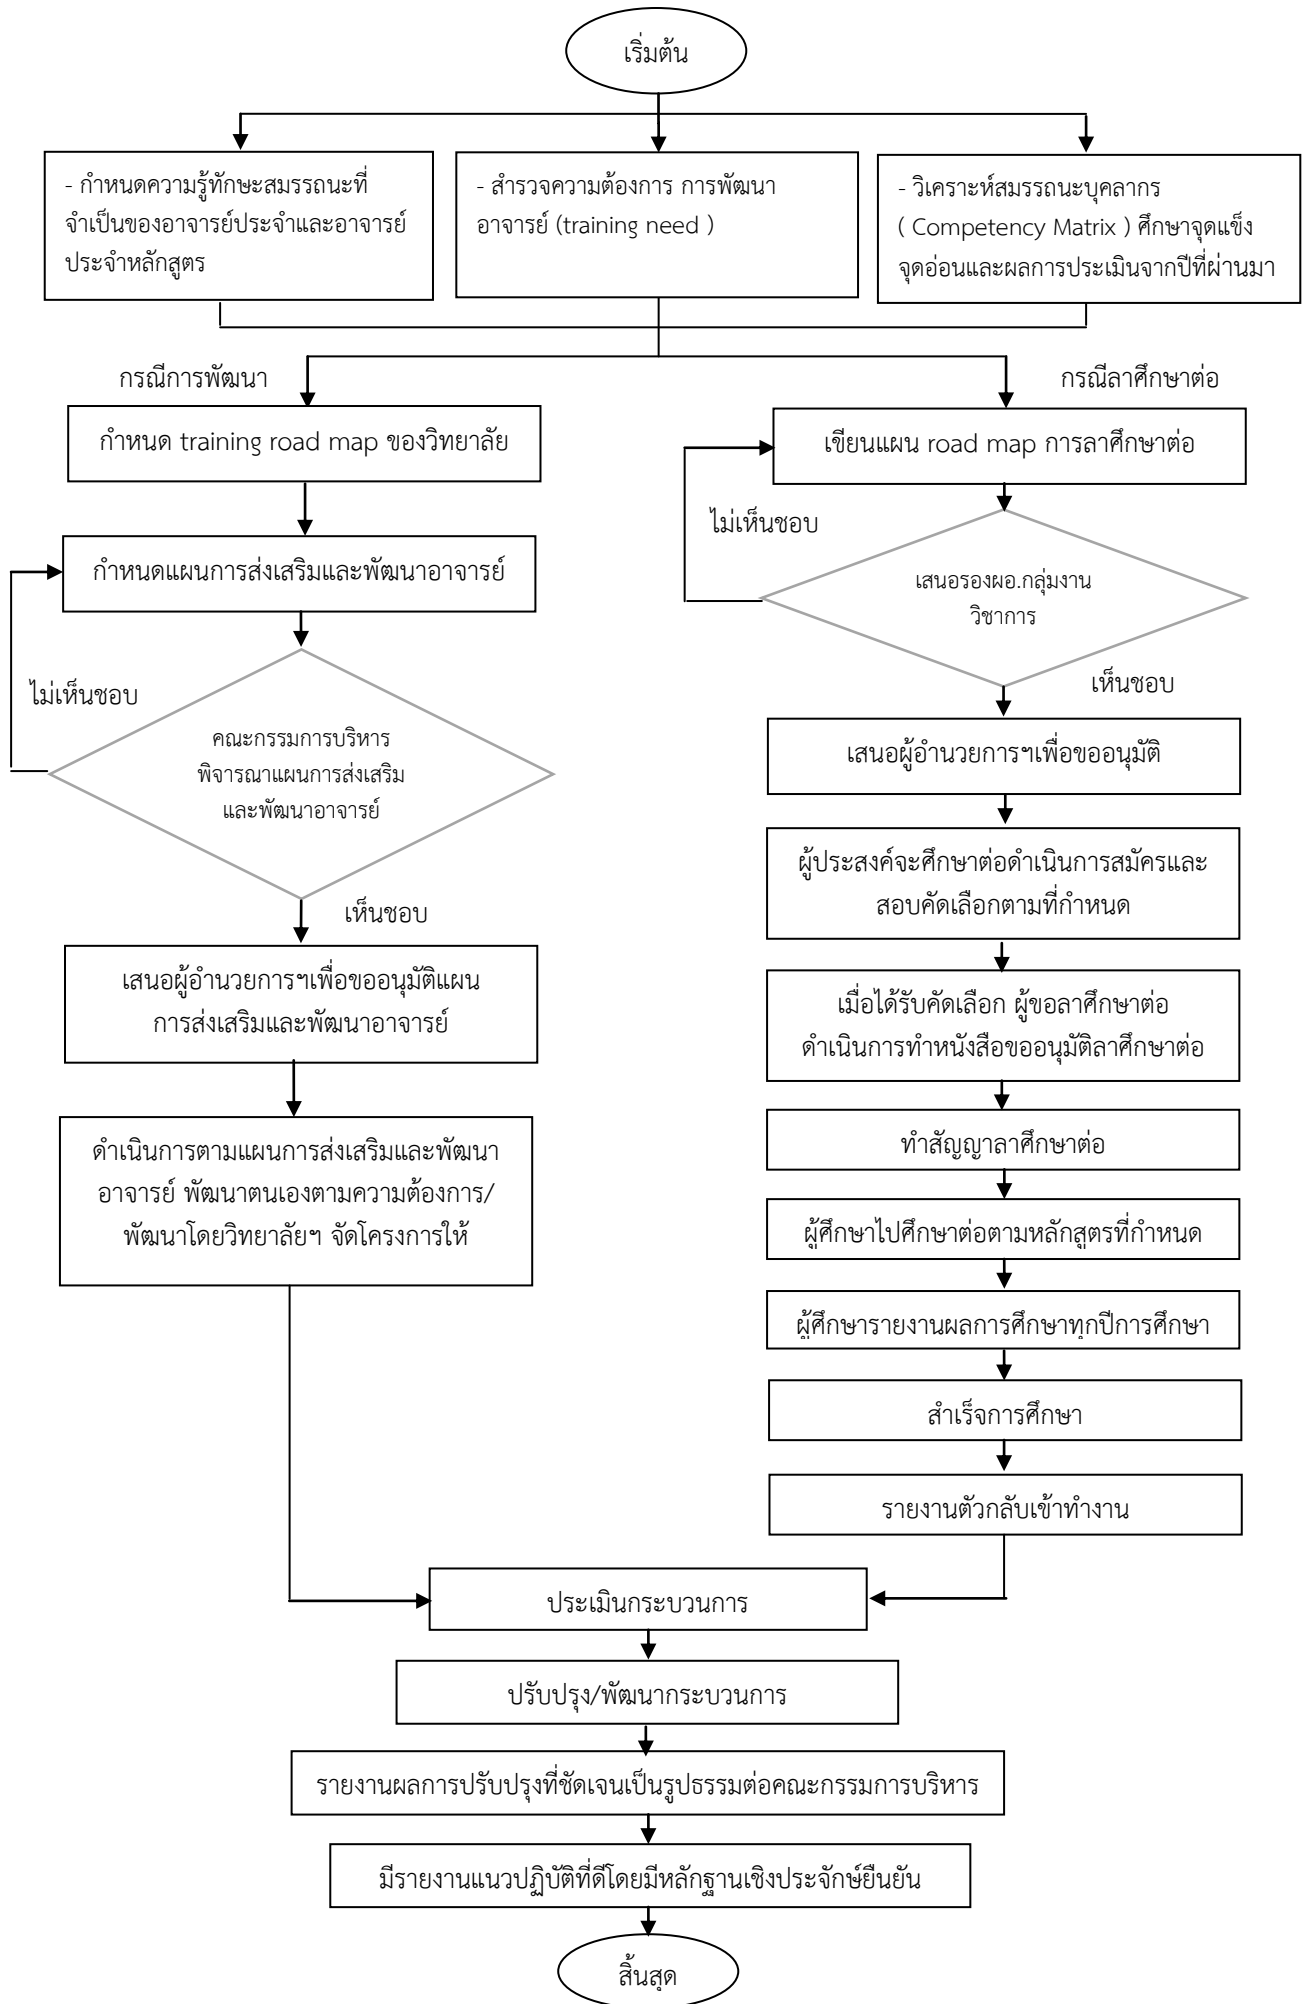 เริ่มต้น
- กำหนดความรู้ทักษะสมรรถนะที่
จำเป็นของอาจารย์ประจำและอาจารย์
ประจำหลักสูตร
- สำรวจความต้องการ การพัฒนา
อาจารย์ (training need )
- วิเคราะห์สมรรถนะบุคลากร
( Competency Matrix ) ศึกษาจุดแข็ง
จุดอ่อนและผลการประเมินจากปีที่ผ่านมา
กรณีการพัฒนา
กำหนด training road map ของวิทยาลัย
กำหนดแผนการส่งเสริมและพัฒนาอาจารย์
ไม่เห็นชอบ
คณะกรรมการบริหาร
พิจารณาแผนการส่งเสริม
และพัฒนาอาจารย์
เห็นชอบ
เสนอผู้อำนวยการฯเพื่อขออนุมัติแผน
การส่งเสริมและพัฒนาอาจารย์
ดำเนินการตามแผนการส่งเสริมและพัฒนา
อาจารย์ พัฒนาตนเองตามความต้องการ/
พัฒนาโดยวิทยาลัยฯ จัดโครงการให้
กรณีลาศึกษาต่อ
เขียนแผน road map การลาศึกษาต่อ
ไม่เห็นชอบ
เสนอรองผอ.กลุ่มงาน
วิชาการ
เห็นชอบ
เสนอผู้อำนวยการฯเพื่อขออนุมัติ
ผู้ประสงค์จะศึกษาต่อดำเนินการสมัครและ
สอบคัดเลือกตามที่กำหนด
เมื่อได้รับคัดเลือก ผู้ขอลาศึกษาต่อ
ดำเนินการทำหนังสือขออนุมัติลาศึกษาต่อ
ทำสัญญาลาศึกษาต่อ
ผู้ศึกษาไปศึกษาต่อตามหลักสูตรที่กำหนด
ผู้ศึกษารายงานผลการศึกษาทุกปีการศึกษา
สำเร็จการศึกษา
รายงานตัวกลับเข้าทำงาน
ประเมินกระบวนการ
ปรับปรุง/พัฒนากระบวนการ
รายงานผลการปรับปรุงที่ชัดเจนเป็นรูปธรรมต่อคณะกรรมการบริหาร
มีรายงานแนวปฏิบัติที่ดีโดยมีหลักฐานเชิงประจักษ์ยืนยัน
สิ้นสุด